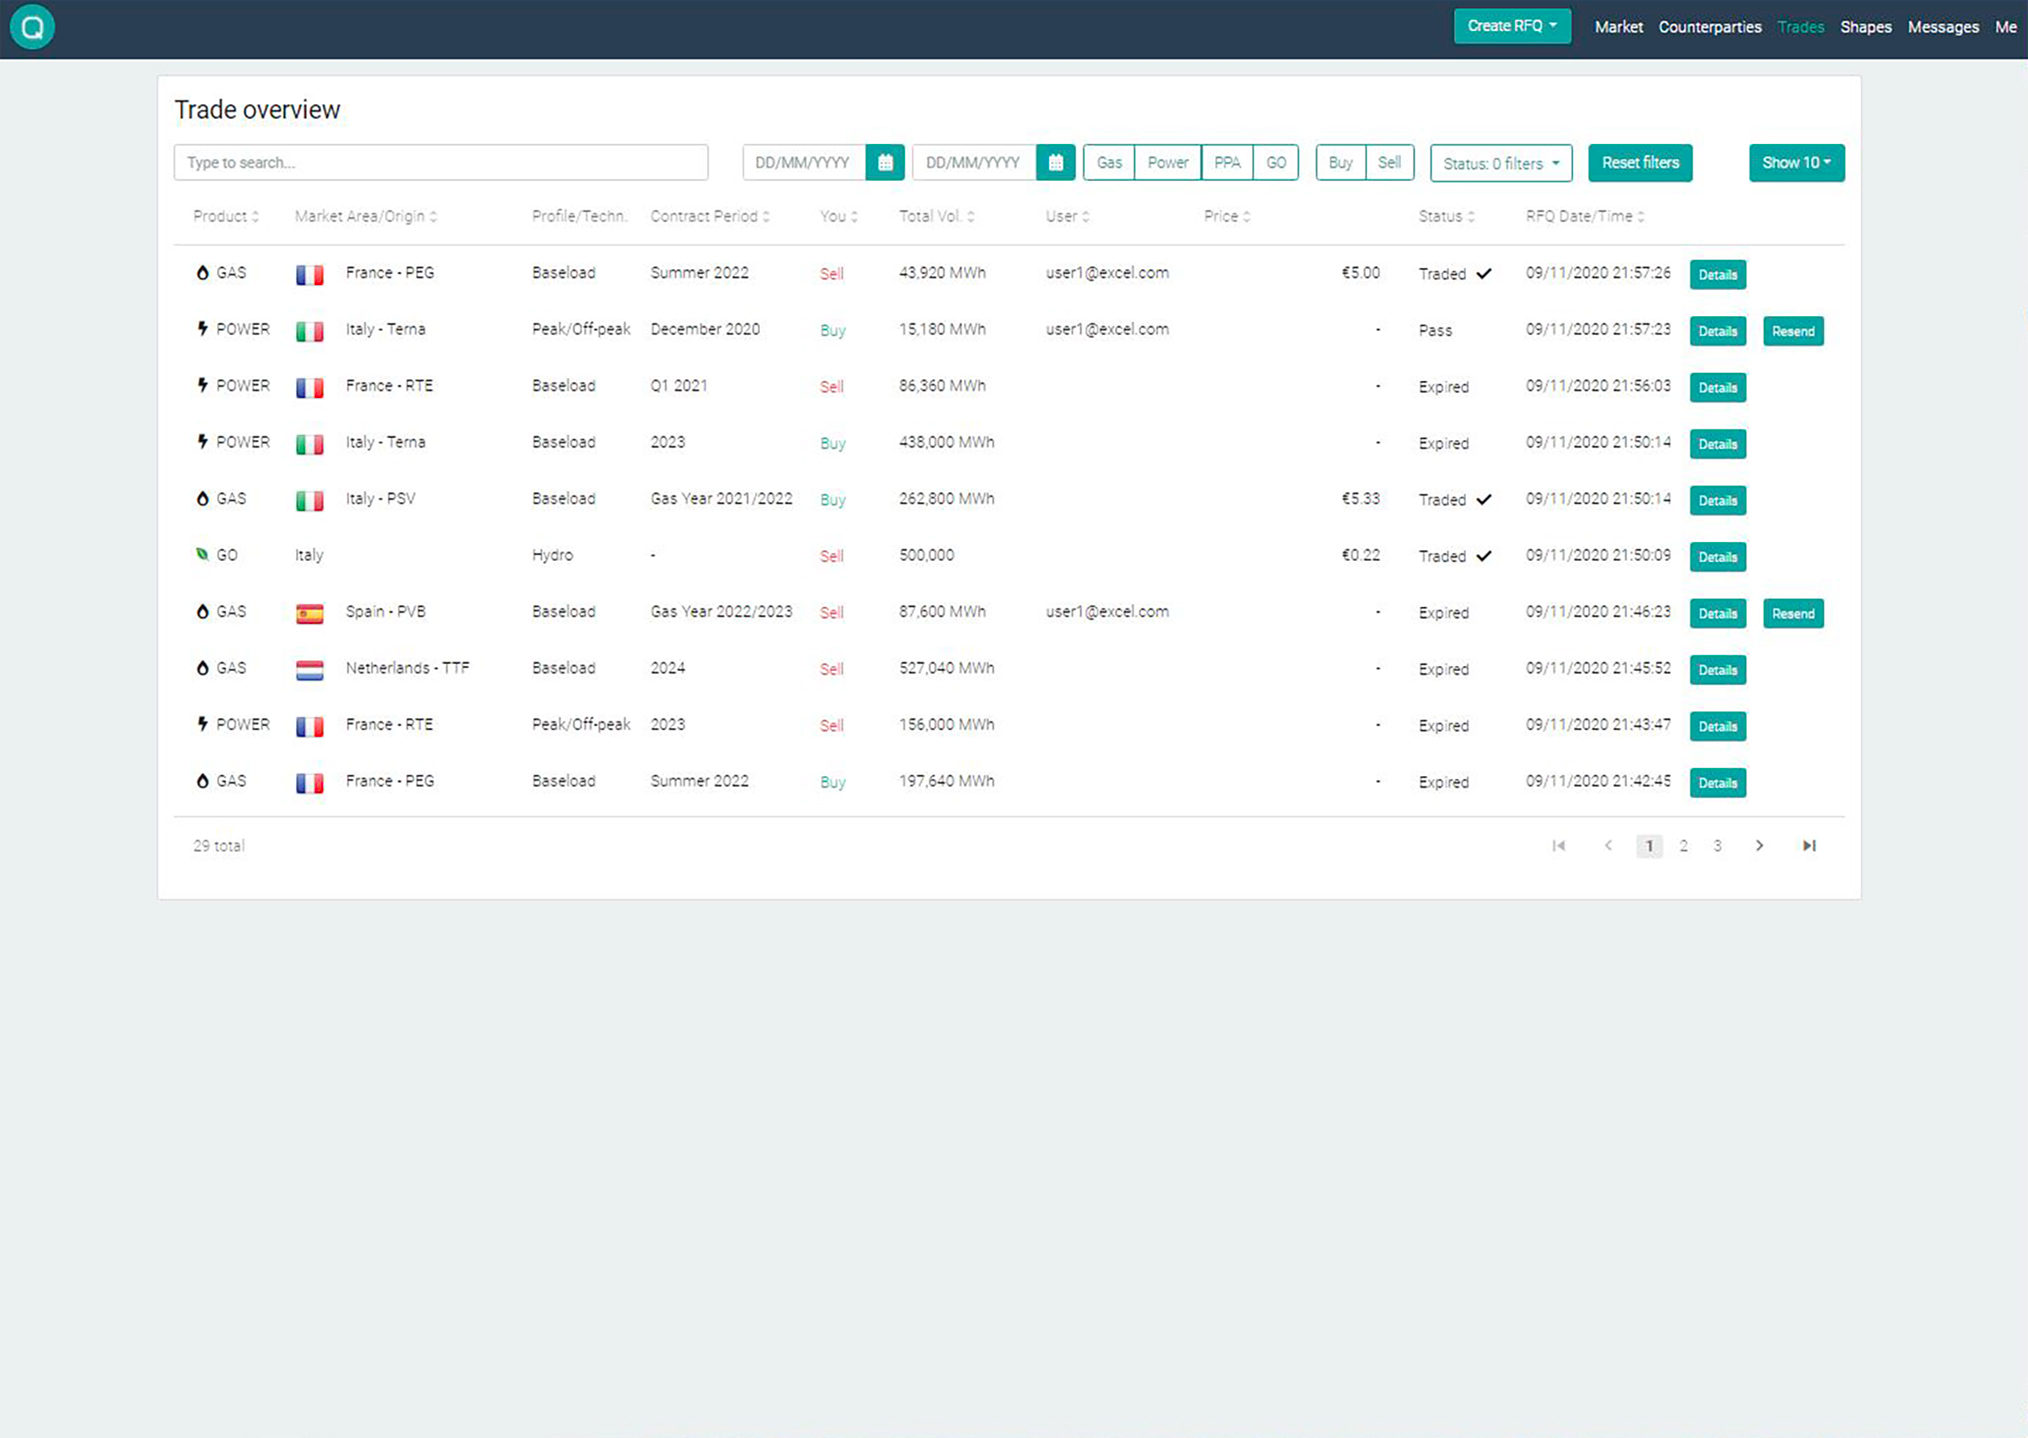 Q Create RFQ Market Counterparties Trades Shapes Messages Me
Trade overview
Type to search... DD/MM/YYYY DD/MM/YYYY Gas Power PPA GO Buy Sell Status: 0 filters Reset filters Show 10
Product Market Area/Origin Profile/Techn. Contract Period You Total Vol. User Price Status RFQ Date/Time
GAS France - PEG Baseload Summer 2022 Sell 43,920 MWh user1@excel.com €5.00 Traded 09/11/2020 21:57:26 Details
POWER Italy - Terna Peak/Off-peak December 2020 Buy 15,180 MWh user1@excel.com - Pass 09/11/2020 21:57:23 Details Resend
POWER France - RTE Baseload Q1 2021 Sell 86,360 MWh - Expired 09/11/2020 21:56:03 Details
POWER Italy - Terna Baseload 2023 Buy 438,000 MWh - Expired 09/11/2020 21:50:14 Details
GAS Italy - PSV Baseload Gas Year 2021/2022 Buy 262,800 MWh €5.33 Traded 09/11/2020 21:50:14 Details
GO Italy Hydro - Sell 500,000 €0.22 Traded 09/11/2020 21:50:09 Details
GAS Spain - PVB Baseload Gas Year 2022/2023 Sell 87,600 MWh user1@excel.com - Expired 09/11/2020 21:46:23 Details Resend
GAS Netherlands - TTF Baseload 2024 Sell 527,040 MWh - Expired 09/11/2020 21:45:52 Details
POWER France - RTE Peak/Off-peak 2023 Sell 156,000 MWh - Expired 09/11/2020 21:43:47 Details
GAS France - PEG Baseload Summer 2022 Buy 197,640 MWh - Expired 09/11/2020 21:42:45 Details
29 total 1 2 3